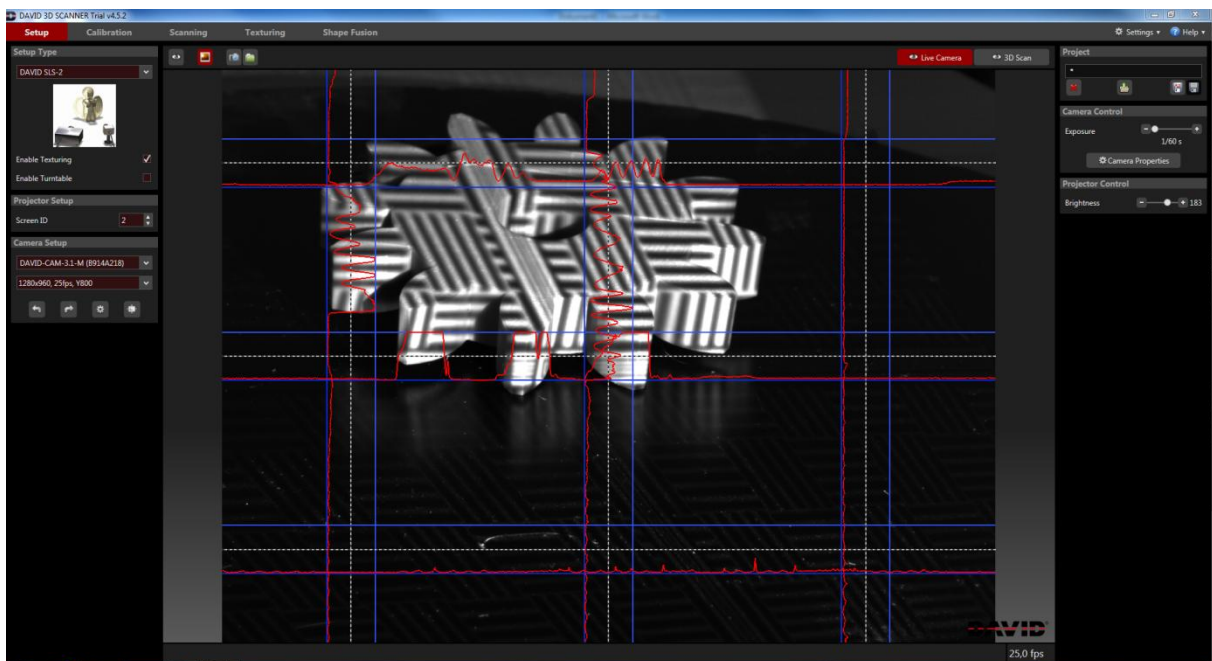 DAVID 3D SCANNER Trial v4.5.2
Setup
Calibration
Scanning
Texturing
Shape Fusion
Settings
Help
Setup Type
DAVID SLS-2
Enable Texturing
Enable Turntable
Projector Setup
Screen ID 2
Camera Setup
DAVID-CAM-3.1-M (B914A218)
1280x960, 25fps, Y800
Live Camera
3D Scan
DAVID
25,0 fps
Project
Camera Control
Exposure
1/60 s
Camera Properties
Projector Control
Brightness 183